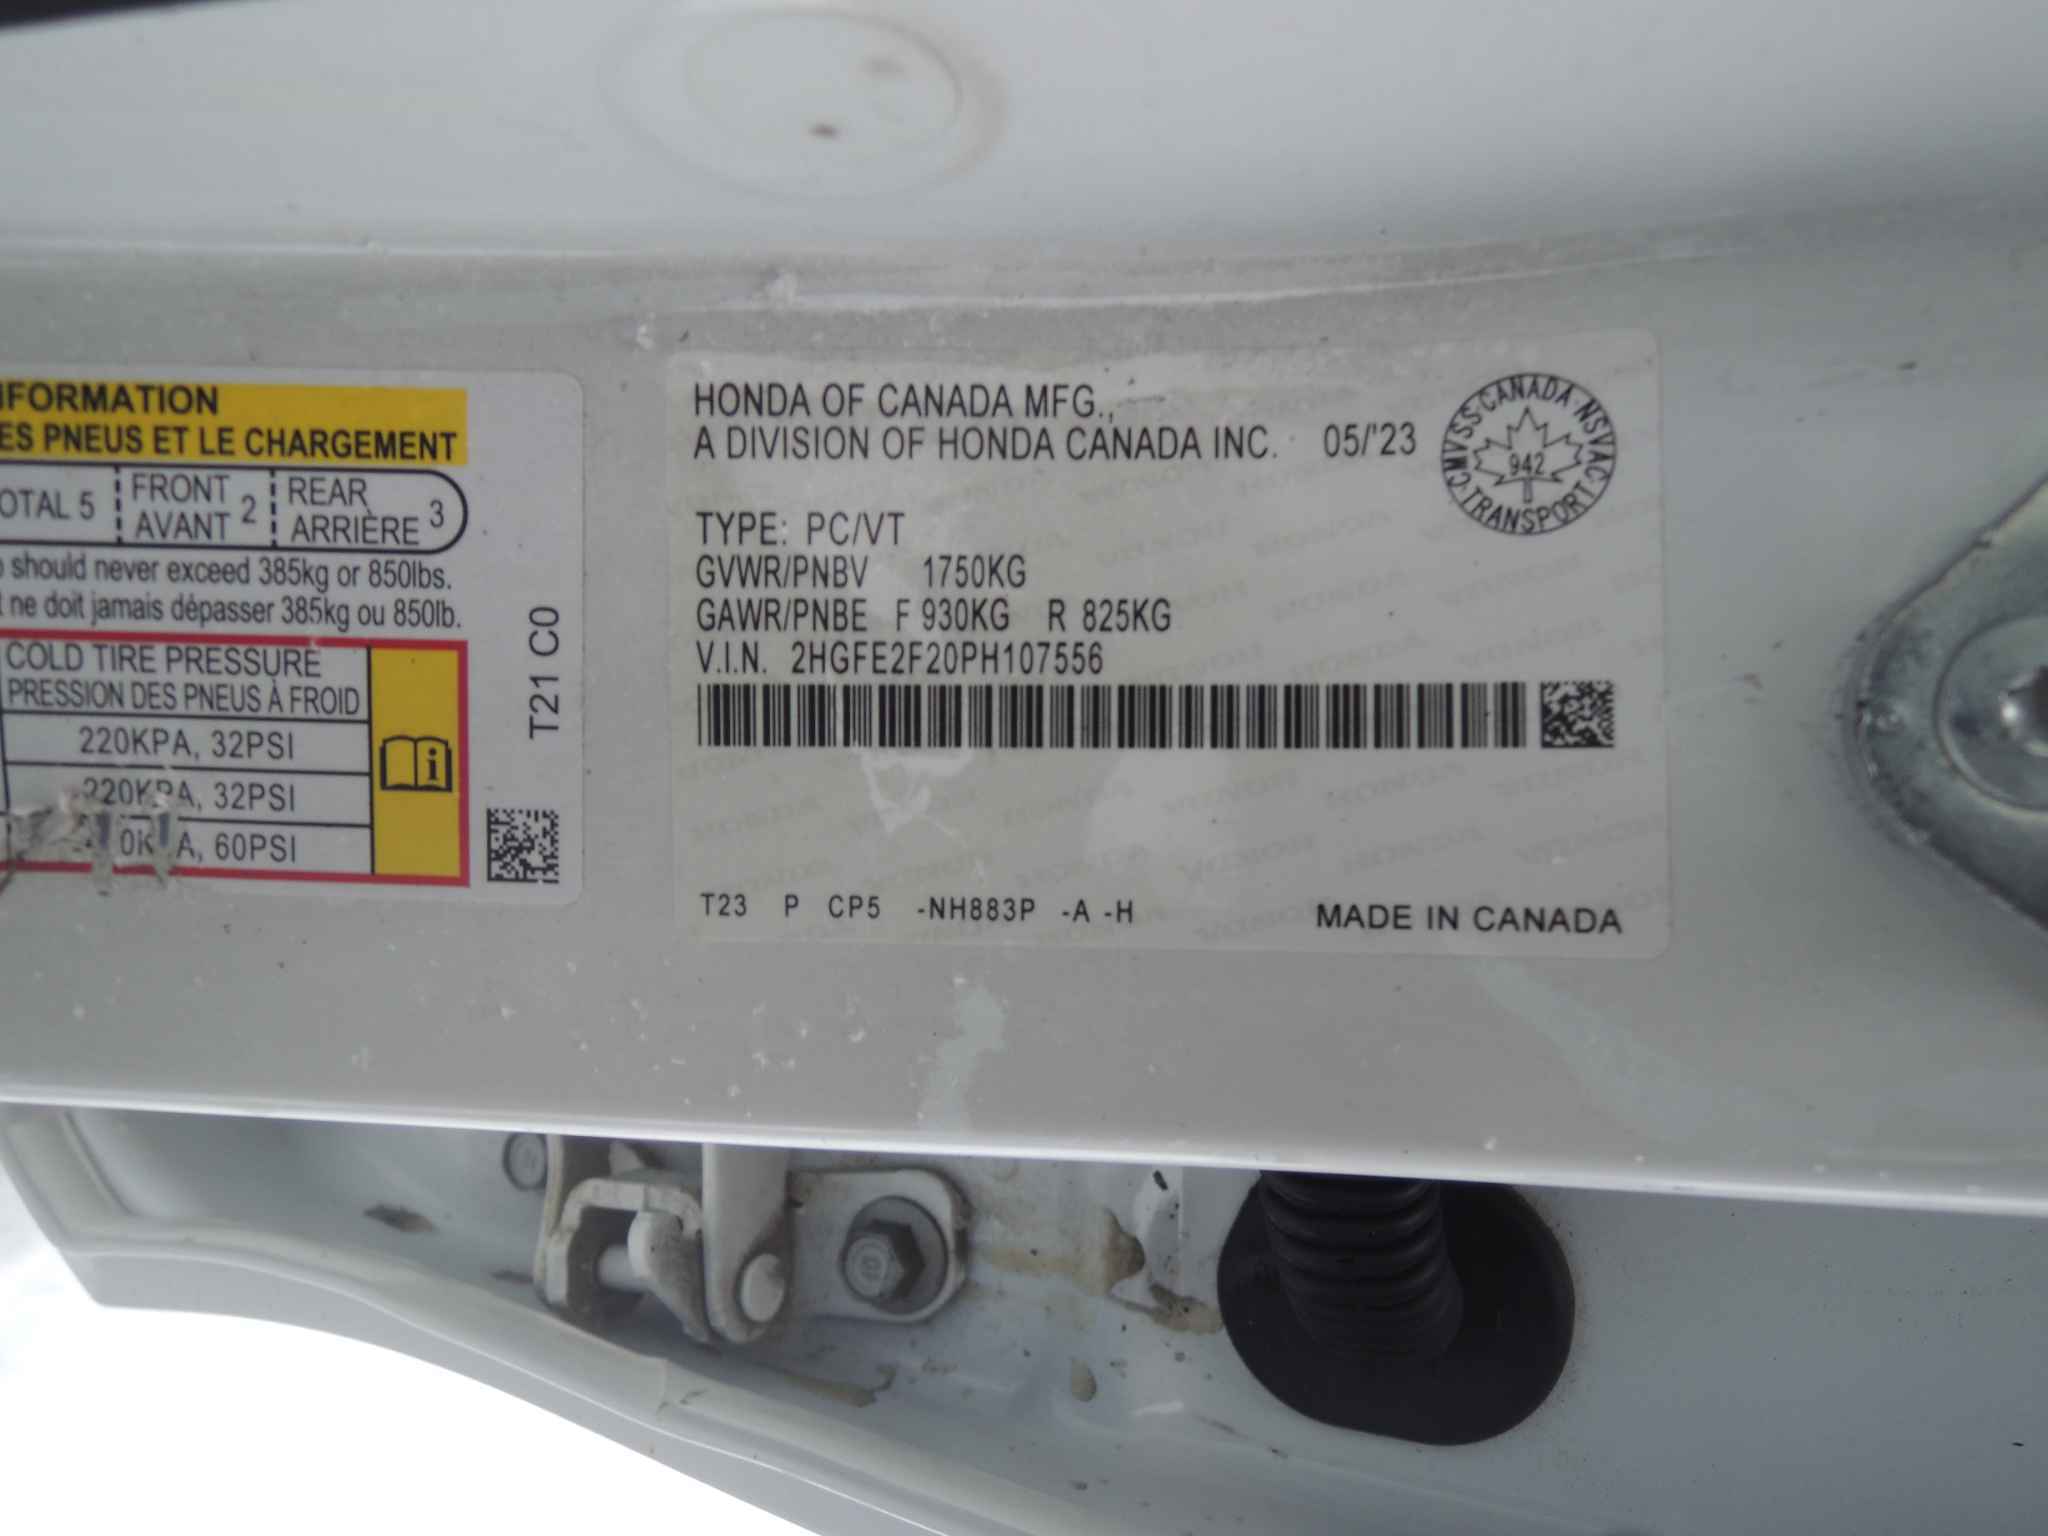 NFORMATION
ES PNEUS ET LE CHARGEMENT
OTAL 5 FRONT AVANT 2 REAR ARRIÈRE 3
should never exceed 385kg or 850lbs.
ne doit jamais dépasser 385kg ou 850lb.
COLD TIRE PRESSURE
PRESSION DES PNEUS À FROID
220KPA, 32PSI
220KPA, 32PSI
0KPA, 60PSI
T21 C0
HONDA OF CANADA MFG.,
A DIVISION OF HONDA CANADA INC. 05/'23
CANADA · NSVAC · TRANSPORT · CMVSS ·
942
TYPE: PC/VT
GVWR/PNBV 1750KG
GAWR/PNBE F 930KG R 825KG
V.I.N. 2HGFE2F20PH107556
T23 P CP5 -NH883P -A -H MADE IN CANADA